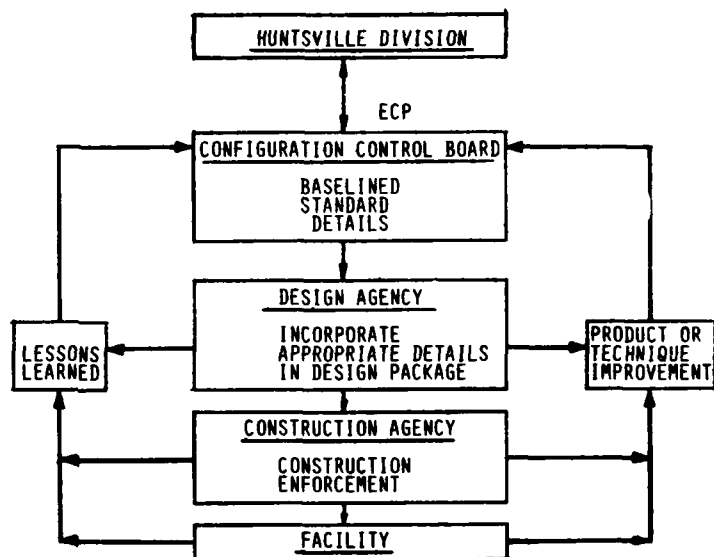 HUNTSVILLE DIVISION
ECP
CONFIGURATION CONTROL BOARD
BASELINED
STANDARD
DETAILS
DESIGN AGENCY
INCORPORATE
APPROPRIATE DETAILS
IN DESIGN PACKAGE
LESSONS
LEARNED
PRODUCT OR
TECHNIQUE
IMPROVEMENT
CONSTRUCTION AGENCY
CONSTRUCTION
ENFORCEMENT
FACILITY